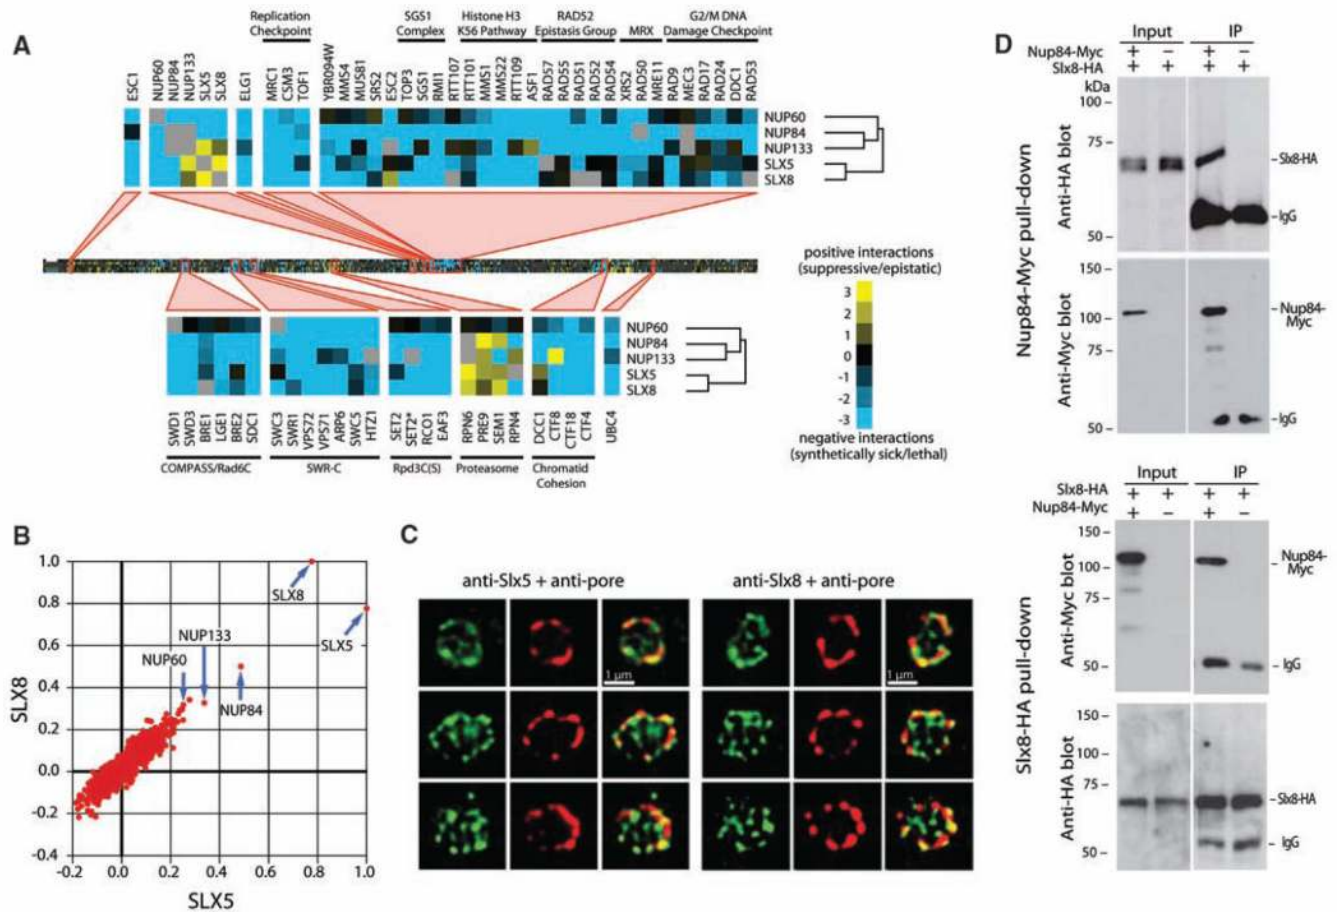 A
Replication Checkpoint
SGS1 Complex
Histone H3 K56 Pathway
RAD52 Epistasis Group
MRX
G2/M DNA Damage Checkpoint
ESC1
NUP60
NUP84
NUP133
SLX5
SLX8
ELG1
MRC1
CSM3
TOF1
YBR094W
MMS4
MUS81
SRS2
ESC2
TOP3
SGS1
RMI1
RTT107
RTT101
MMS1
MMS22
RTT109
ASF1
RAD57
RAD55
RAD51
RAD52
RAD54
XRS2
RAD50
MRE11
RAD9
MEC3
RAD17
RAD24
DDC1
RAD53
NUP60
NUP84
NUP133
SLX5
SLX8
positive interactions
(suppressive/epistatic)
3
2
1
0
-1
-2
-3
negative interactions
(synthetically sick/lethal)
NUP60
NUP84
NUP133
SLX5
SLX8
SWD1
SWD3
BRE1
LGE1
BRE2
SDC1
SWC3
SWR1
VPS72
VPS71
ARP6
SWC5
HTZ1
SET2
SET2*
RCO1
EAF3
RPN6
PRE9
SEM1
RPN4
DCC1
CTF8
CTF18
CTF4
UBC4
COMPASS/Rad6C
SWR-C
Rpd3C(S)
Proteasome
Chromatid
Cohesion
B
SLX8
1.0
0.8
0.6
0.4
0.2
0.0
-0.2
-0.4
SLX8
SLX5
NUP133
NUP60
NUP84
-0.2
0.0
0.2
0.4
0.6
0.8
1.0
SLX5
C
anti-Slx5 + anti-pore
anti-Slx8 + anti-pore
1 µm
1 µm
D
Input
IP
Nup84-Myc + − + −
Slx8-HA + + + +
kDa
100
75
50
Slx8-HA
IgG
Anti-HA blot
Nup84-Myc pull-down
150
100
75
50
Nup84-
Myc
IgG
Anti-Myc blot
Input
IP
Slx8-HA + + + +
Nup84-Myc + − + −
150
100
75
50
Nup84-
Myc
IgG
Anti-Myc blot
Slx8-HA pull-down
150
100
75
50
Slx8-HA
IgG
Anti-HA blot